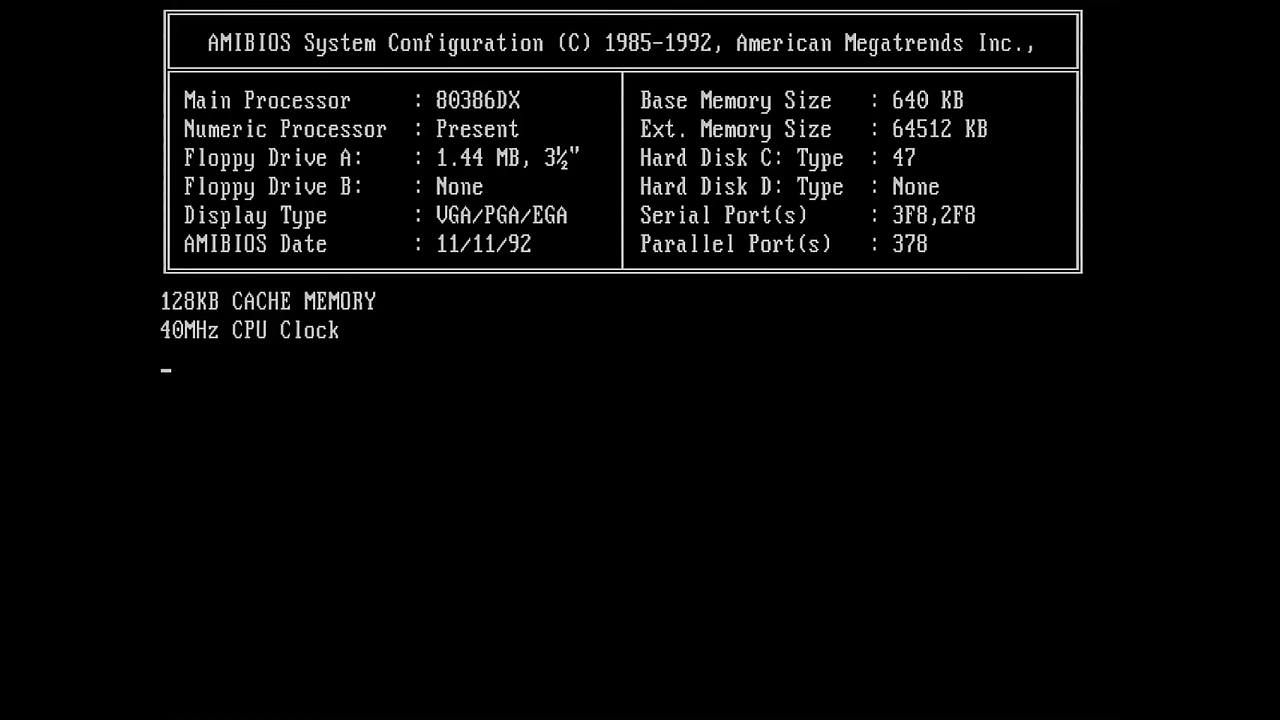 AMIBIOS System Configuration (C) 1985-1992, American Megatrends Inc.,
Main Processor : 80386DX
Numeric Processor : Present
Floppy Drive A: : 1.44 MB, 3½"
Floppy Drive B: : None
Display Type : VGA/PGA/EGA
AMIBIOS Date : 11/11/92
Base Memory Size : 640 KB
Ext. Memory Size : 64512 KB
Hard Disk C: Type : 47
Hard Disk D: Type : None
Serial Port(s) : 3F8,2F8
Parallel Port(s) : 378
128KB CACHE MEMORY
40MHz CPU Clock